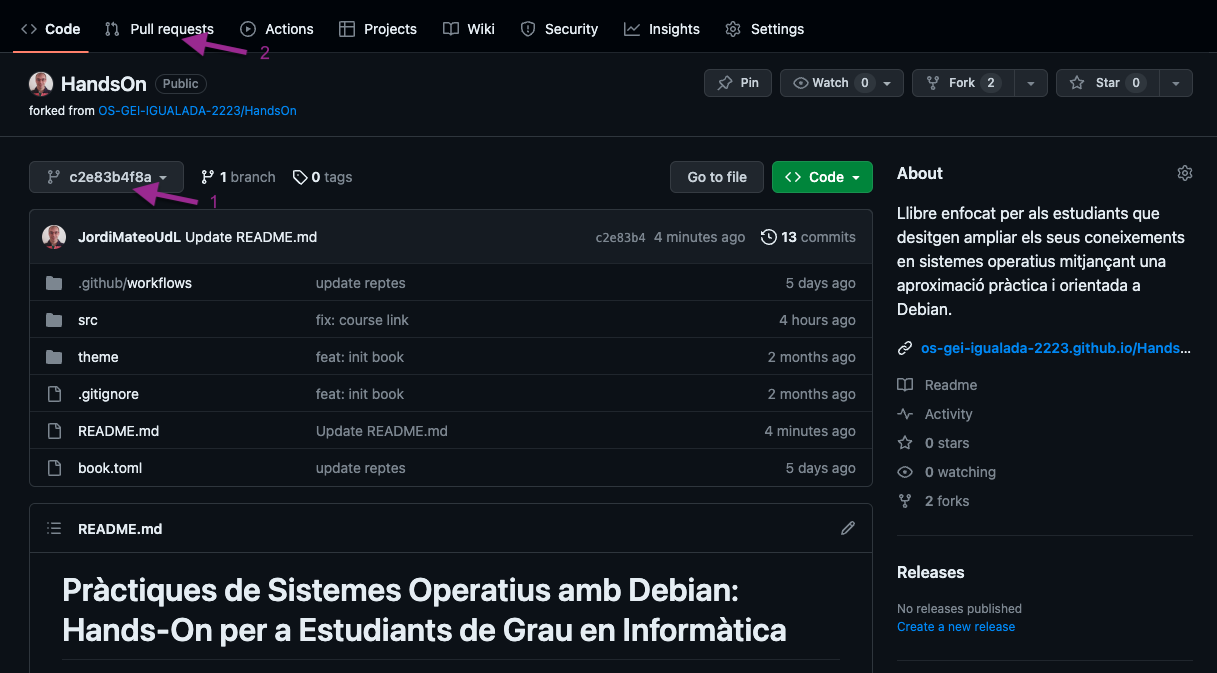 Code Pull requests Actions Projects Wiki Security Insights Settings
2
HandsOn Public Pin Watch 0 Fork 2 Star 0
forked from OS-GEI-IGUALADA-2223/HandsOn
c2e83b4f8a 1 branch 0 tags Go to file Code
1
JordiMateoUdL Update README.md c2e83b4 4 minutes ago 13 commits
.github/workflows update reptes 5 days ago
src fix: course link 4 hours ago
theme feat: init book 2 months ago
.gitignore feat: init book 2 months ago
README.md Update README.md 4 minutes ago
book.toml update reptes 5 days ago
README.md
Pràctiques de Sistemes Operatius amb Debian:
Hands-On per a Estudiants de Grau en Informàtica
About
Llibre enfocat per als estudiants que
desitgen ampliar els seus coneixements
en sistemes operatius mitjançant una
aproximació pràctica i orientada a
Debian.
os-gei-igualada-2223.github.io/Hands...
Readme
Activity
0 stars
0 watching
2 forks
Releases
No releases published
Create a new release